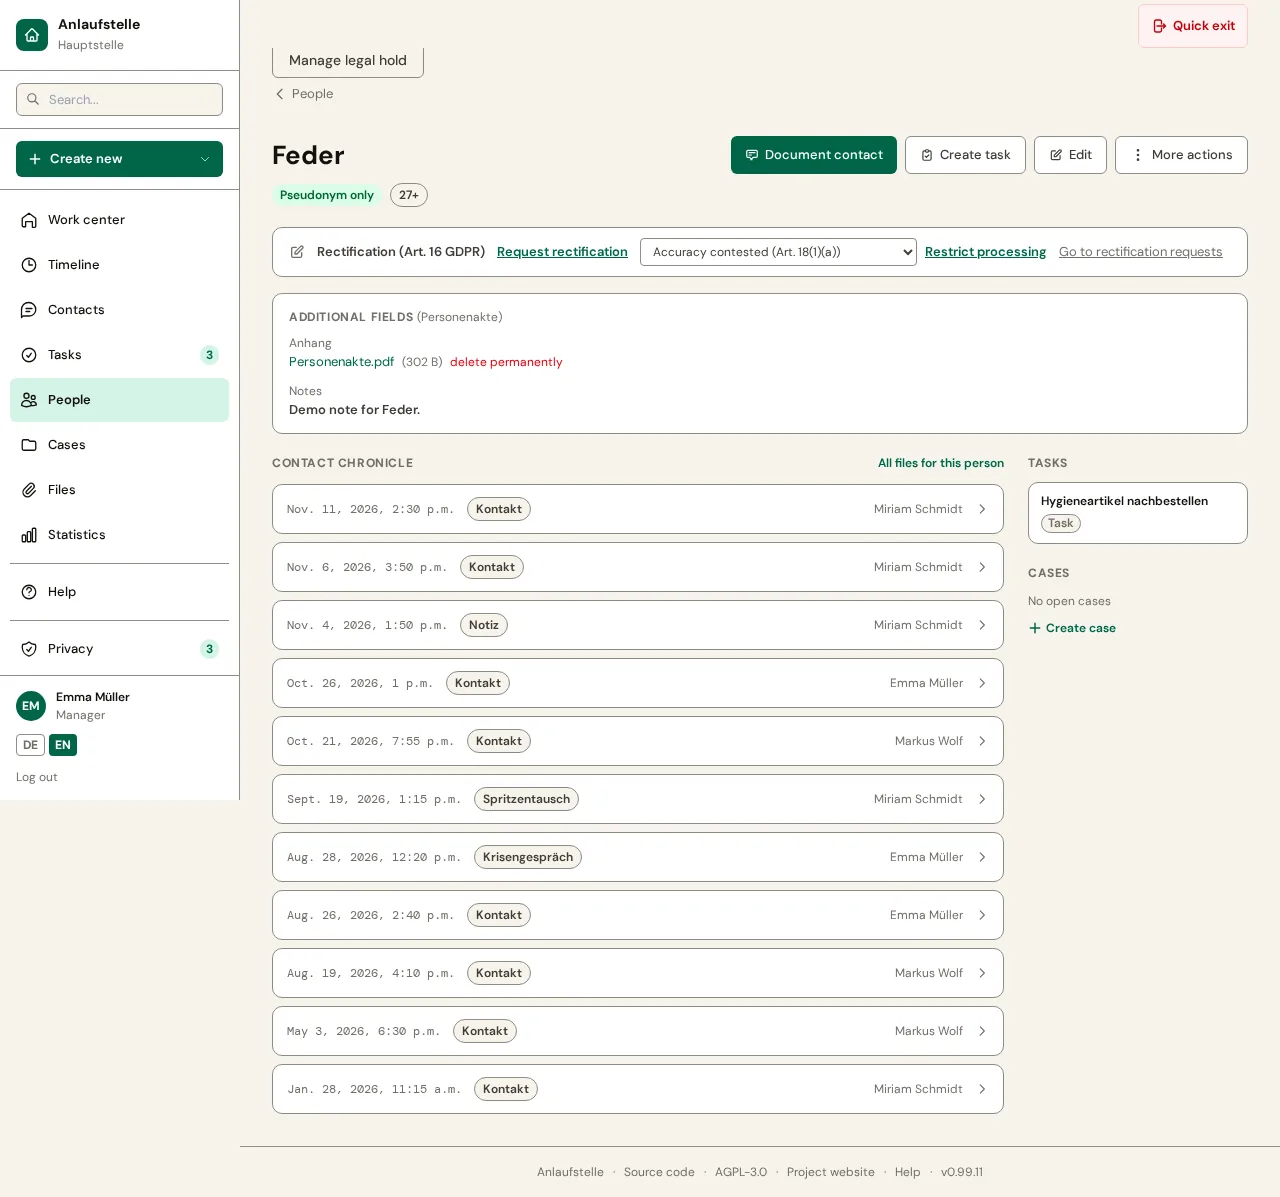 Anlaufstelle
Hauptstelle
Search...
Create new
Work center
Timeline
Contacts
Tasks 3
People
Cases
Files
Statistics
Help
Privacy 3
EM Emma Müller
Manager
DE EN
Log out
Quick exit
Manage legal hold
People
Feder
Document contact Create task Edit More actions
Pseudonym only 27+
Rectification (Art. 16 GDPR) Request rectification Accuracy contested (Art. 18(1)(a)) Restrict processing Go to rectification requests
ADDITIONAL FIELDS (Personenakte)
Anhang
Personenakte.pdf (302 B) delete permanently
Notes
Demo note for Feder.
CONTACT CHRONICLE All files for this person
Nov. 11, 2026, 2:30 p.m. Kontakt Miriam Schmidt
Nov. 6, 2026, 3:50 p.m. Kontakt Miriam Schmidt
Nov. 4, 2026, 1:50 p.m. Notiz Miriam Schmidt
Oct. 26, 2026, 1 p.m. Kontakt Emma Müller
Oct. 21, 2026, 7:55 p.m. Kontakt Markus Wolf
Sept. 19, 2026, 1:15 p.m. Spritzentausch Miriam Schmidt
Aug. 28, 2026, 12:20 p.m. Krisengespräch Emma Müller
Aug. 26, 2026, 2:40 p.m. Kontakt Emma Müller
Aug. 19, 2026, 4:10 p.m. Kontakt Markus Wolf
May 3, 2026, 6:30 p.m. Kontakt Markus Wolf
Jan. 28, 2026, 11:15 a.m. Kontakt Miriam Schmidt
TASKS
Hygieneartikel nachbestellen
Task
CASES
No open cases
Create case
Anlaufstelle · Source code · AGPL-3.0 · Project website · Help · v0.99.11